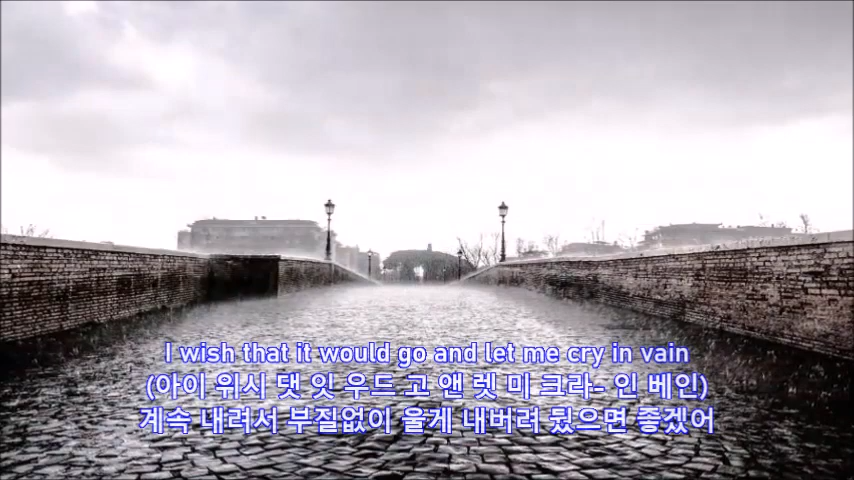 I wish that it would go and let me cry in vain
(아이 위시 댓 잇 우드 고 앤 렛 미 크라- 인 베인)
계속 내려서 부질없이 울게 내버려 뒀으면 좋겠어